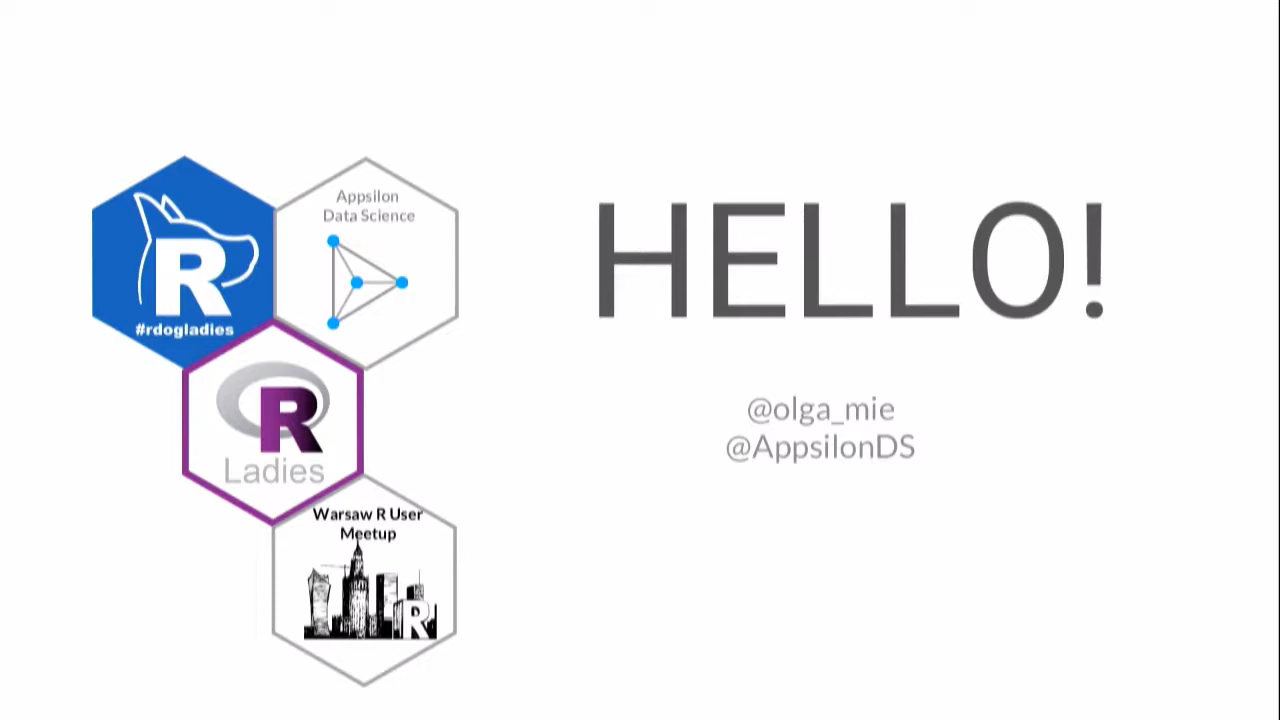 R
#rdogladies
Appsilon
Data Science
R
Ladies
Warsaw R User
Meetup
R
HELLO!
@olga_mie
@AppsilonDS